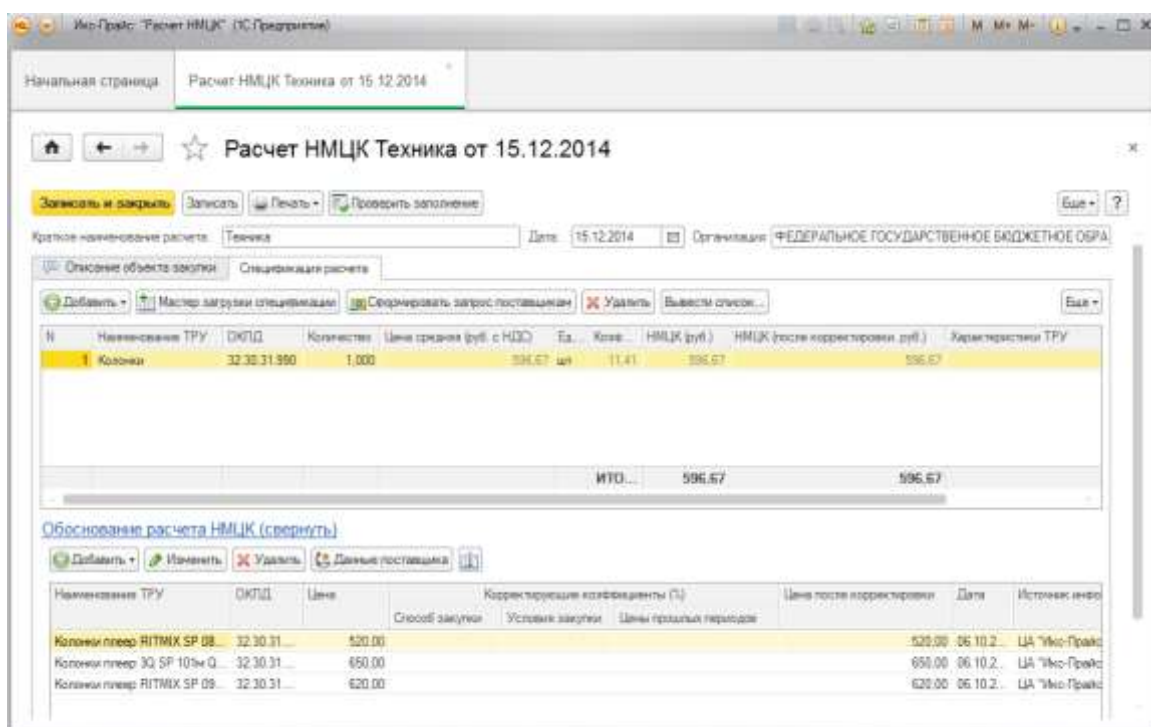 Ико-Прайс: "Расчет НМЦК" (1С:Предприятие)
M M+ M-
Начальная страница Расчет НМЦК Техника от 15.12.2014
Расчет НМЦК Техника от 15.12.2014
Записать и закрыть Записать Печать Проверить заполнение Еще ?
Краткое наименование расчета: Техника Дата: 15.12.2014 Организация: ФЕДЕРАЛЬНОЕ ГОСУДАРСТВЕННОЕ БЮДЖЕТНОЕ ОБРА
Описание объекта закупки Спецификация расчета
Добавить Мастер загрузки спецификации Сформировать запрос поставщикам Удалить Вывести список... Еще
N Наименование ТРУ ОКПД Количество Цена средняя (руб. с НДС) Ед... Коэф... НМЦК (руб.) НМЦК (после корректировки, руб.) Характеристики ТРУ
1 Колонки 32.30.31.990 1,000 596,67 шт 11,41 596,67 596,67
ИТО... 596,67 596,67
Обоснование расчета НМЦК (свернуть)
Добавить Изменить Удалить Данные поставщика
Наименование ТРУ ОКПД Цена Корректирующие коэффициенты (%) Цена после корректировки Дата Источник инфо
Способ закупки Условия закупки Цены прошлых периодов
Колонки плеер RITMIX SP 08... 32.30.31.... 520,00 520,00 06.10.2... ЦА "Ико-Прайс
Колонки плеер 3Q SP 101м Q... 32.30.31.... 650,00 650,00 06.10.2... ЦА "Ико-Прайс
Колонки плеер RITMIX SP 09... 32.30.31.... 620,00 620,00 06.10.2... ЦА "Ико-Прайс